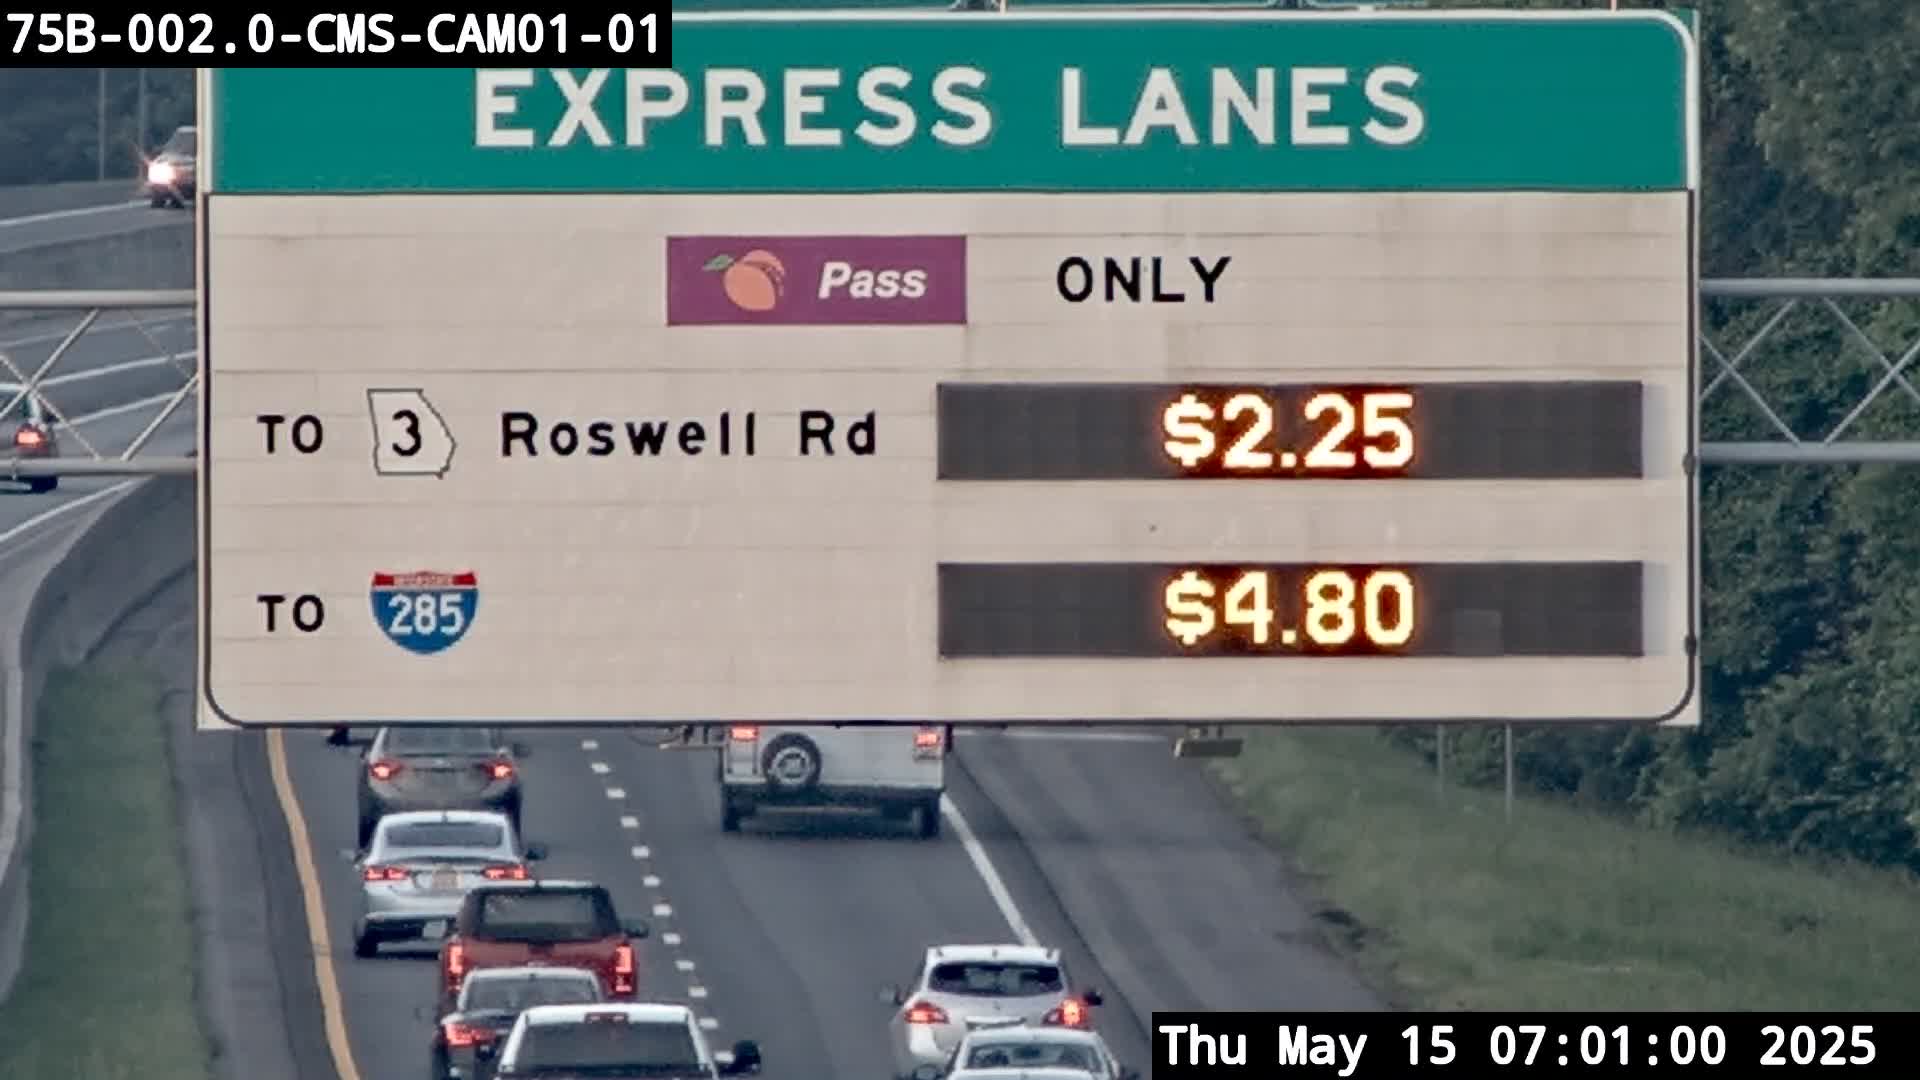 75B-002.0-CMS-CAM01-01
EXPRESS LANES
Pass ONLY
TO 3 Roswell Rd $2.25
TO INTERSTATE 285 $4.80
Thu May 15 07:01:00 2025